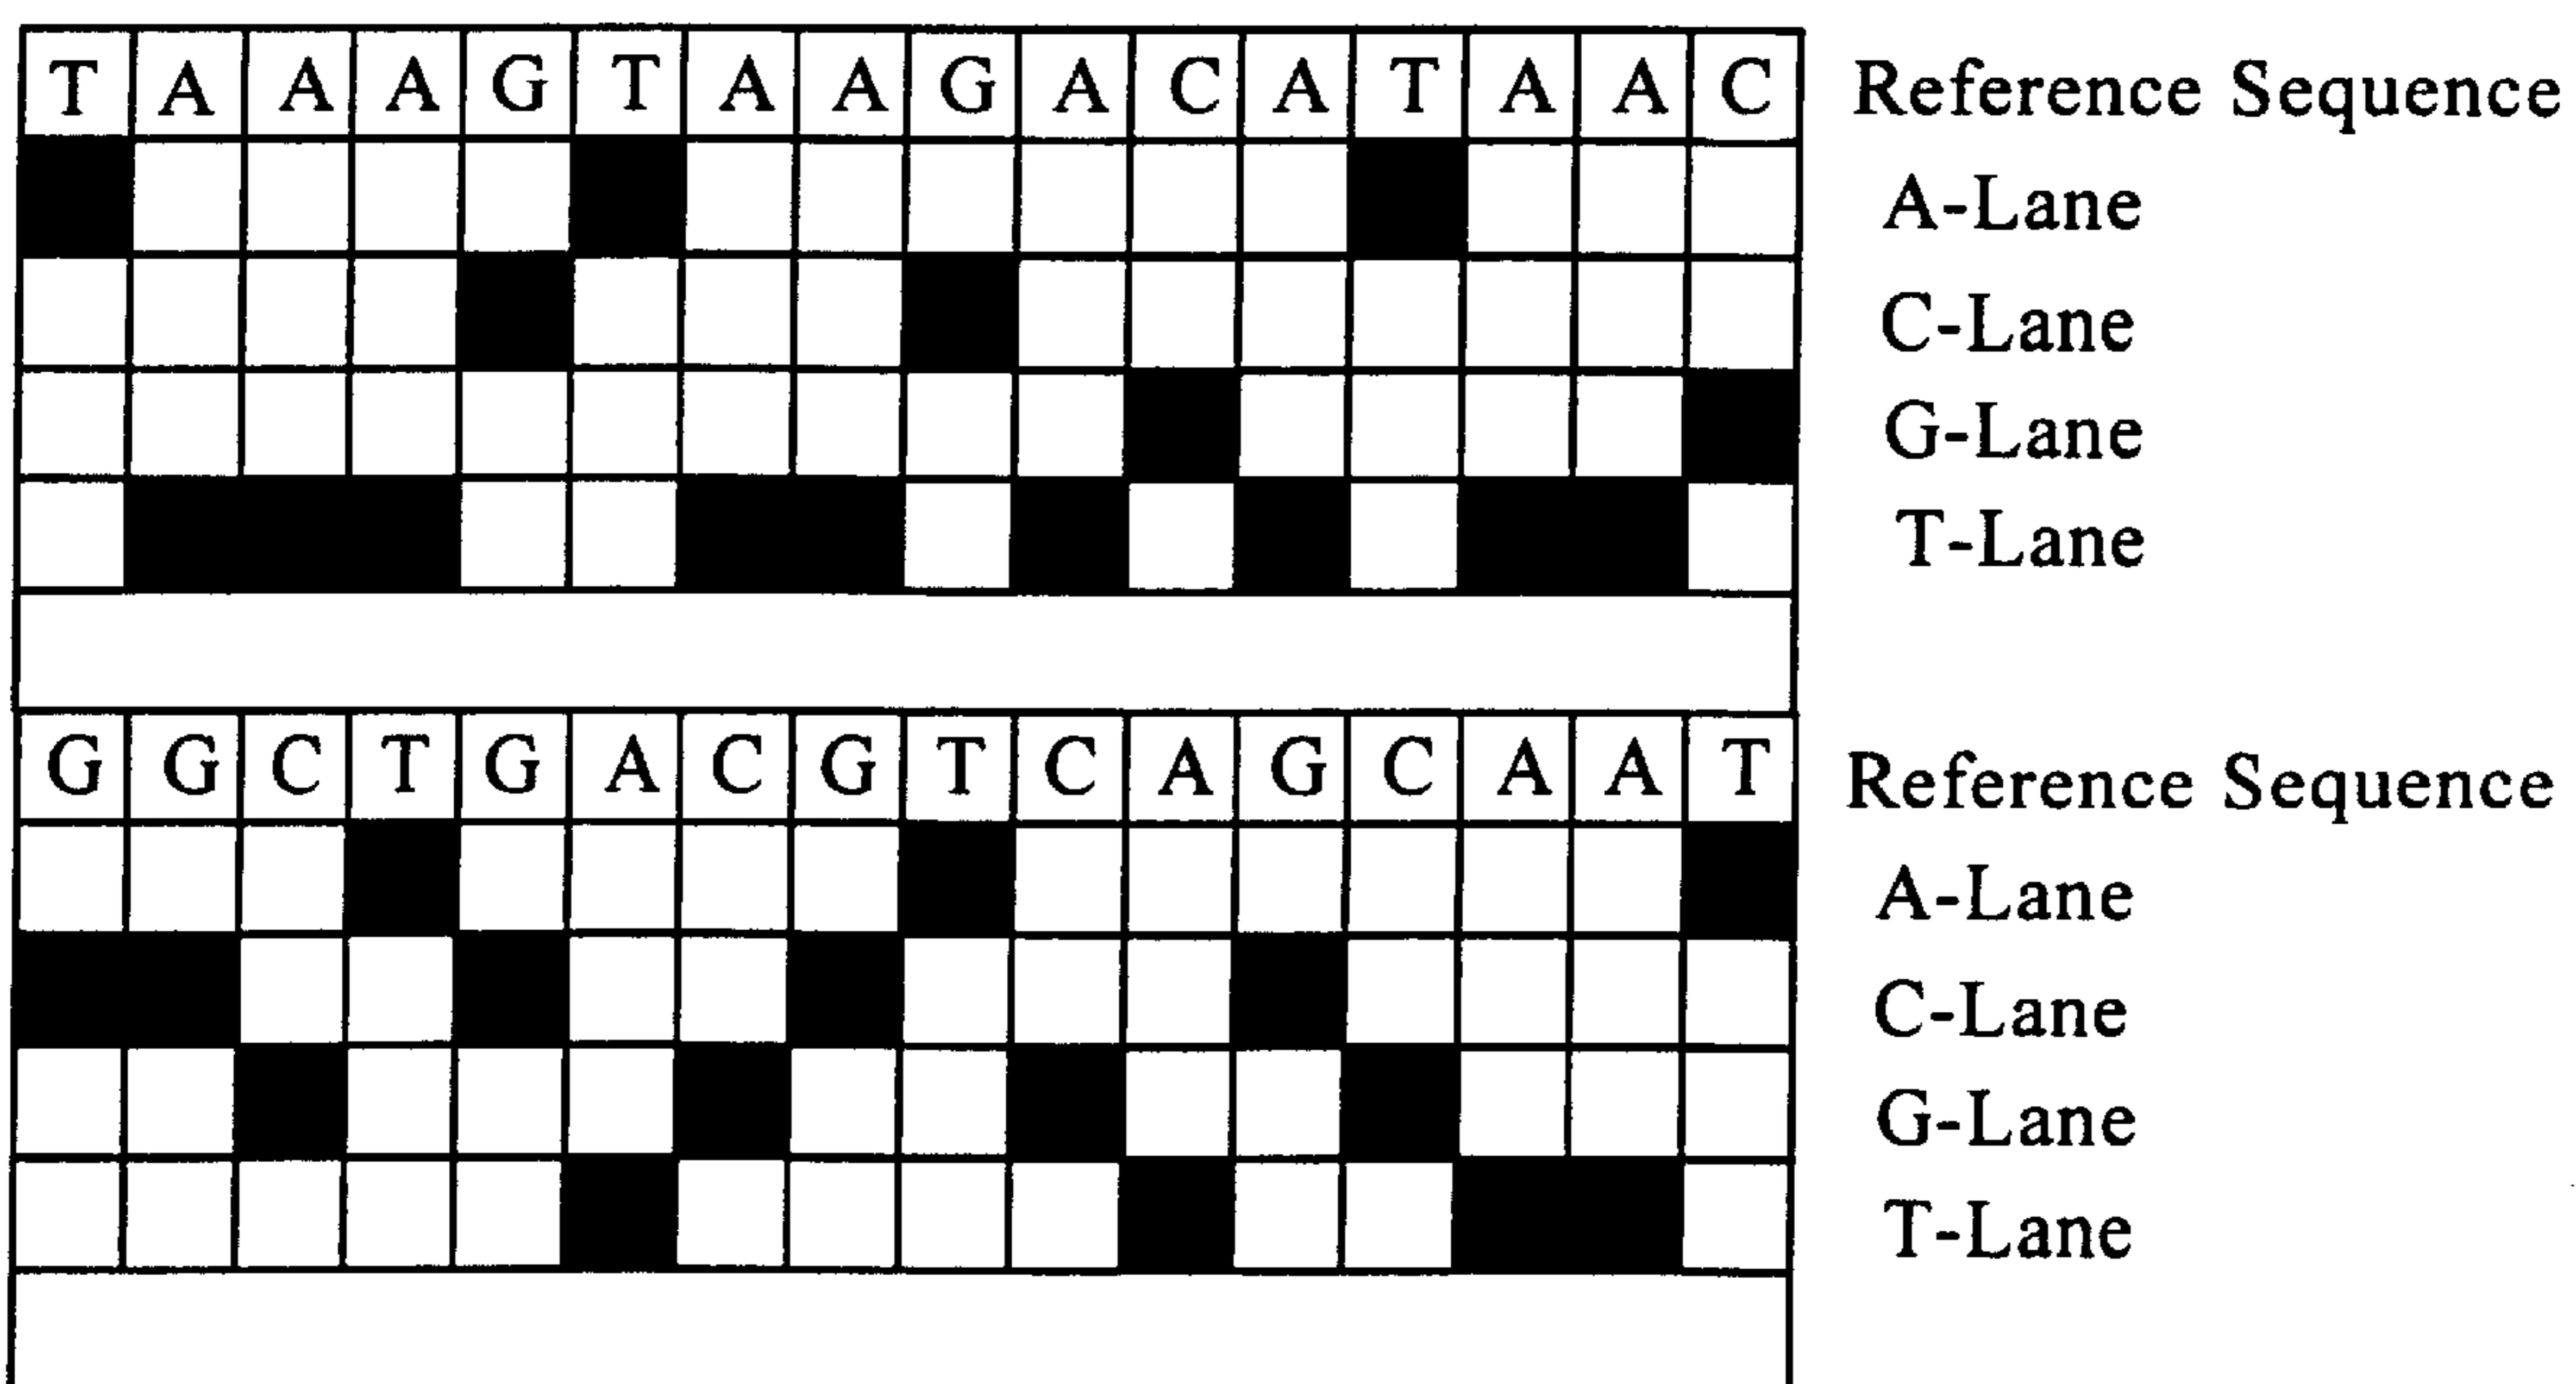 T A A A G T A A G A C A T A A C Reference Sequence
A-Lane
C-Lane
G-Lane
T-Lane
G G C T G A C G T C A G C A A T Reference Sequence
A-Lane
C-Lane
G-Lane
T-Lane